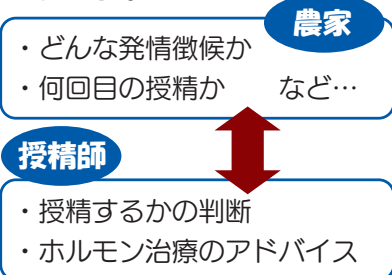 農家
・どんな発情徴候か
・何回目の授精か　など…
授精師
・授精するかの判断
・ホルモン治療のアドバイス